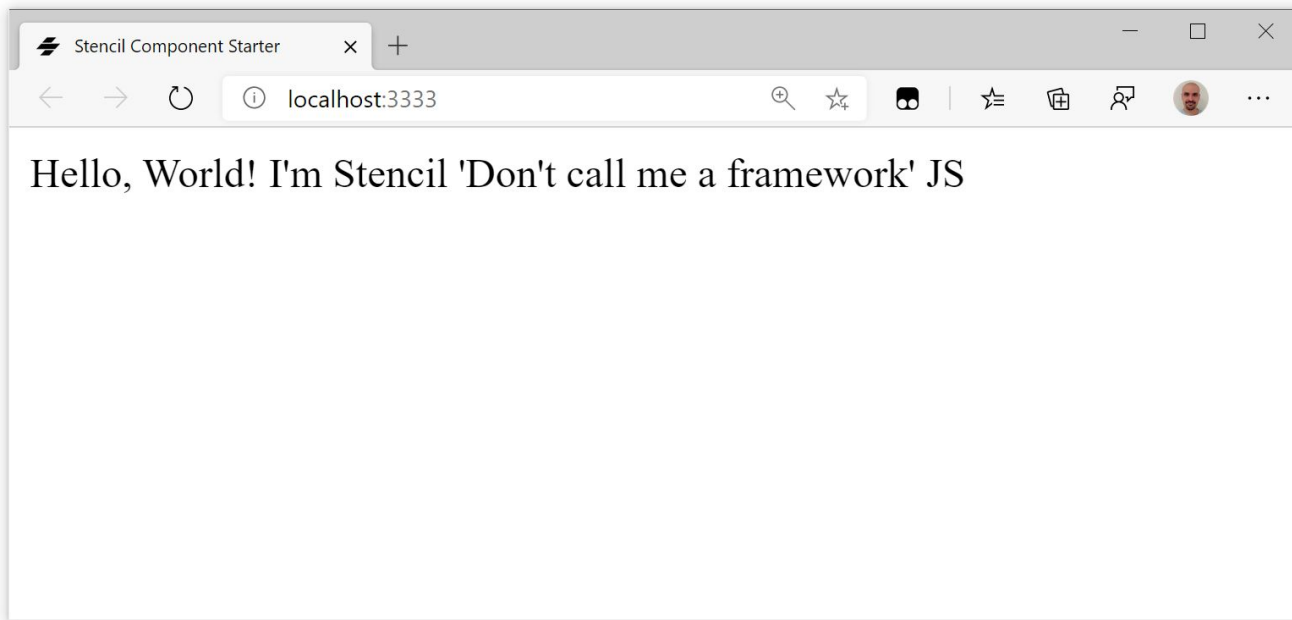 Stencil Component Starter
localhost:3333
Hello, World! I'm Stencil 'Don't call me a framework' JS